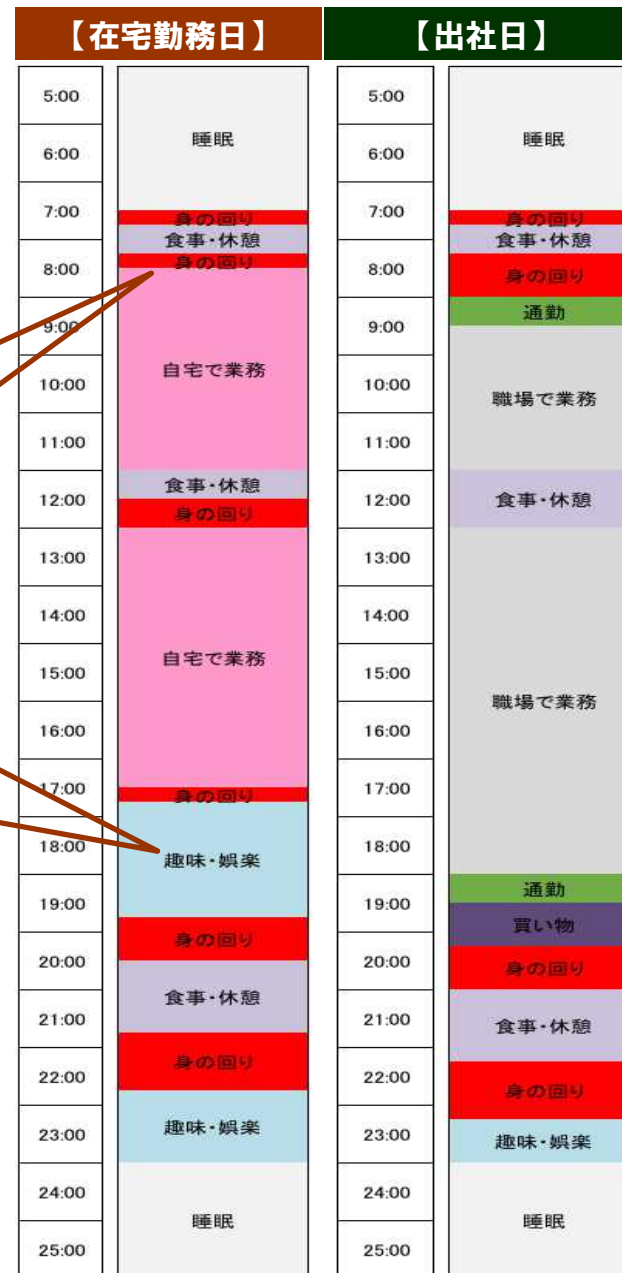 【在宅勤務日】
5:00
6:00
7:00
8:00
9:00
10:00
11:00
12:00
13:00
14:00
15:00
16:00
17:00
18:00
19:00
20:00
21:00
22:00
23:00
24:00
25:00
睡眠
身の回り
食事・休憩
身の回り
自宅で業務
食事・休憩
身の回り
自宅で業務
身の回り
趣味・娯楽
身の回り
食事・休憩
身の回り
趣味・娯楽
睡眠
【出社日】
5:00
6:00
7:00
8:00
9:00
10:00
11:00
12:00
13:00
14:00
15:00
16:00
17:00
18:00
19:00
20:00
21:00
22:00
23:00
24:00
25:00
睡眠
身の回り
食事・休憩
身の回り
通勤
職場で業務
食事・休憩
職場で業務
通勤
買い物
身の回り
食事・休憩
身の回り
趣味・娯楽
睡眠